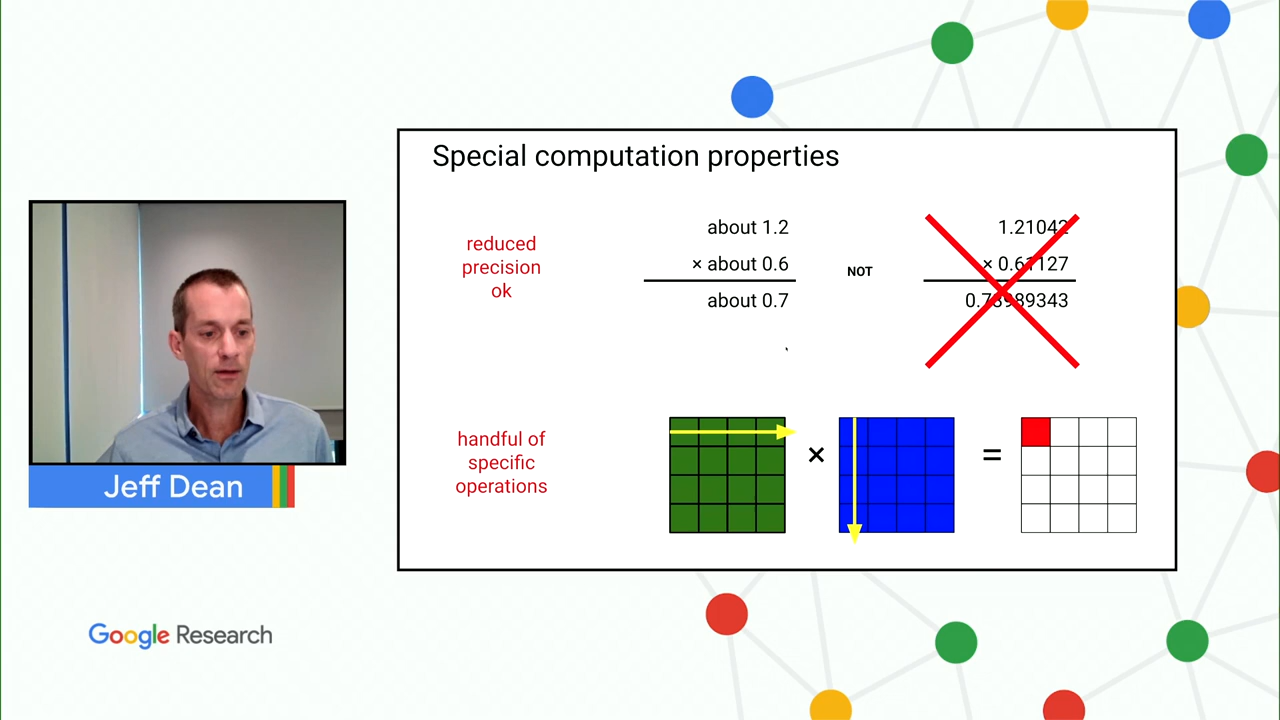 Special computation properties
reduced
precision
ok
about 1.2
× about 0.6
about 0.7
NOT
1.21042
× 0.61127
0.73989343
handful of
specific
operations
×
=
Jeff Dean
Google Research